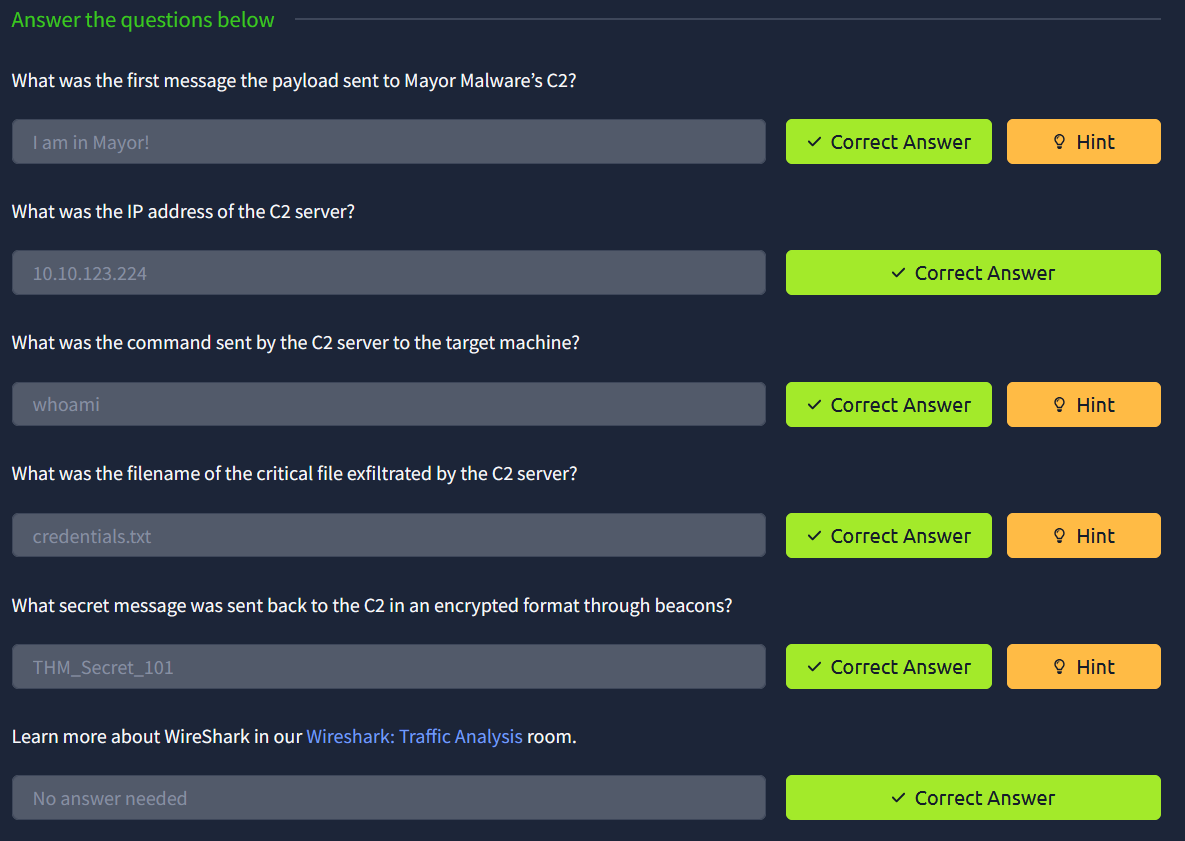 Answer the questions below
What was the first message the payload sent to Mayor Malware’s C2?
I am in Mayor!
Correct Answer
Hint
What was the IP address of the C2 server?
10.10.123.224
Correct Answer
What was the command sent by the C2 server to the target machine?
whoami
Correct Answer
Hint
What was the filename of the critical file exfiltrated by the C2 server?
credentials.txt
Correct Answer
Hint
What secret message was sent back to the C2 in an encrypted format through beacons?
THM_Secret_101
Correct Answer
Hint
Learn more about WireShark in our Wireshark: Traffic Analysis room.
No answer needed
Correct Answer